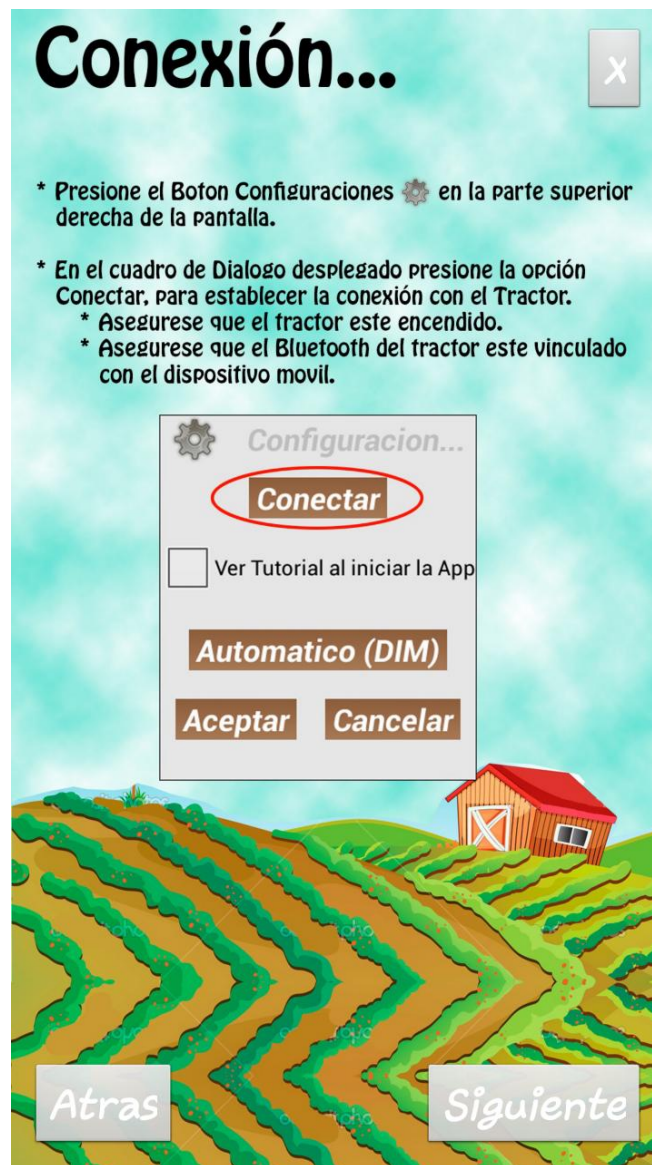 Conexión...
X
* Presione el Boton Configuraciones en la parte superior
derecha de la pantalla.
* En el cuadro de Dialogo desplegado presione la opción
Conectar, para establecer la conexión con el Tractor.
* Asegurese que el tractor este encendido.
* Asegurese que el Bluetooth del tractor este vinculado
con el dispositivo movil.
Configuracion...
Conectar
Ver Tutorial al iniciar la App
Automatico (DIM)
Aceptar Cancelar
Atras Siguiente